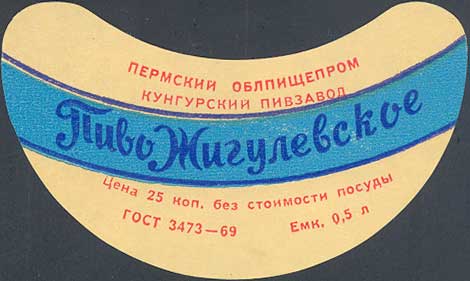 ПЕРМСКИЙ ОБЛПИЩЕПРОМ
КУНГУРСКИЙ ПИВЗАВОД
Пиво Жигулевское
Цена 25 коп. без стоимости посуды
ГОСТ 3473—69 Емк. 0,5 л